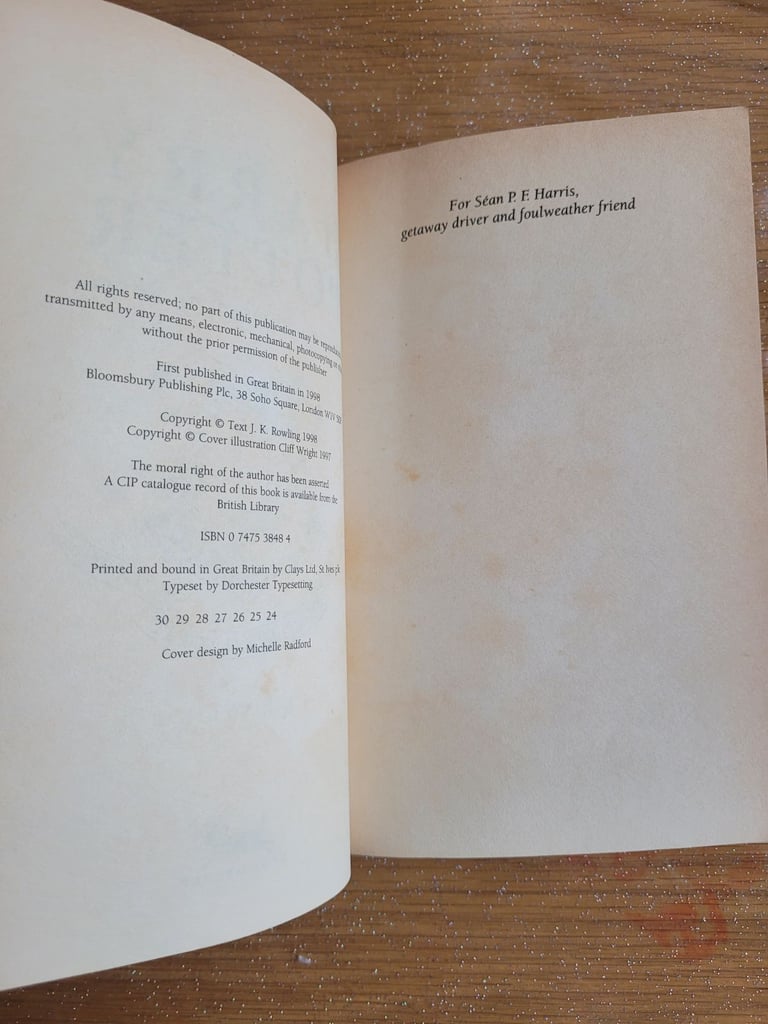 All rights reserved; no part of this publication may be
transmitted by any means, electronic, mechanical, photocopying
without the prior permission of the publisher
First published in Great Britain in 1998
Bloomsbury Publishing Plc, 38 Soho Square, London W1V
Copyright © Text J. K. Rowling 1998
Copyright © Cover illustration Cliff Wright 1997
The moral right of the author has been asserted
A CIP catalogue record of this book is available from the
British Library
ISBN 0 7475 3848 4
Printed and bound in Great Britain by Clays Ltd, St Ives plc
Typeset by Dorchester Typesetting
30 29 28 27 26 25 24
Cover design by Michelle Radford
For Séan P. F. Harris,
getaway driver and foulweather friend